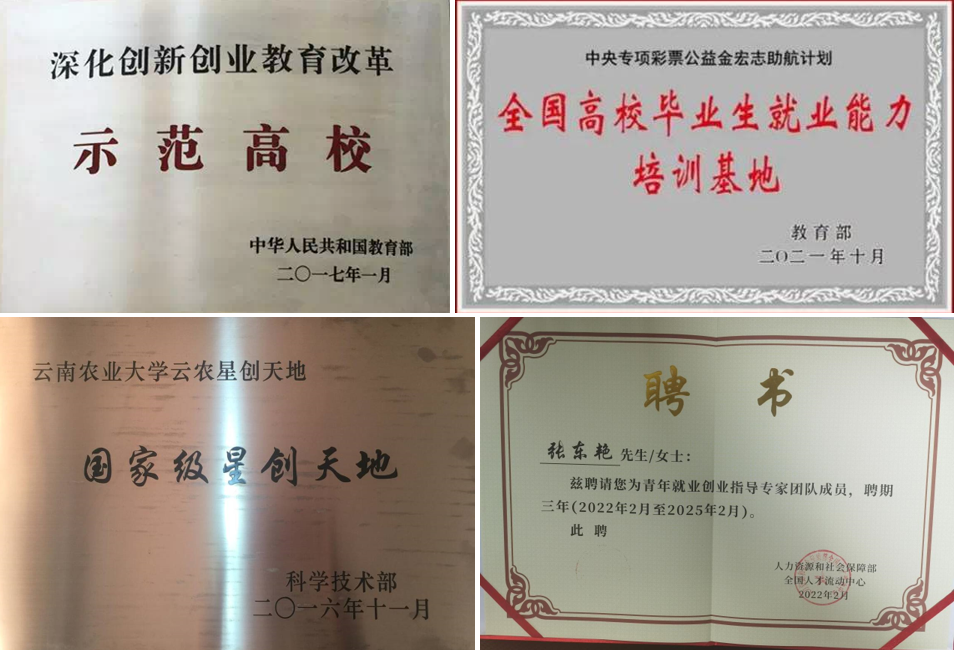 深化创新创业教育改革
示范高校
中华人民共和国教育部
二〇一七年一月
中央专项彩票公益金宏志助航计划
全国高校毕业生就业能力
培训基地
教育部
二〇二一年十月
云南农业大学云农星创天地
国家级星创天地
科学技术部
二〇一六年十一月
聘书
张东艳 先生/女士：
兹聘请您为青年就业创业指导专家团队成员，聘期
三年(2022年2月至2025年2月)。
此聘
人力资源和社会保障部
全国人才流动中心
2022年2月